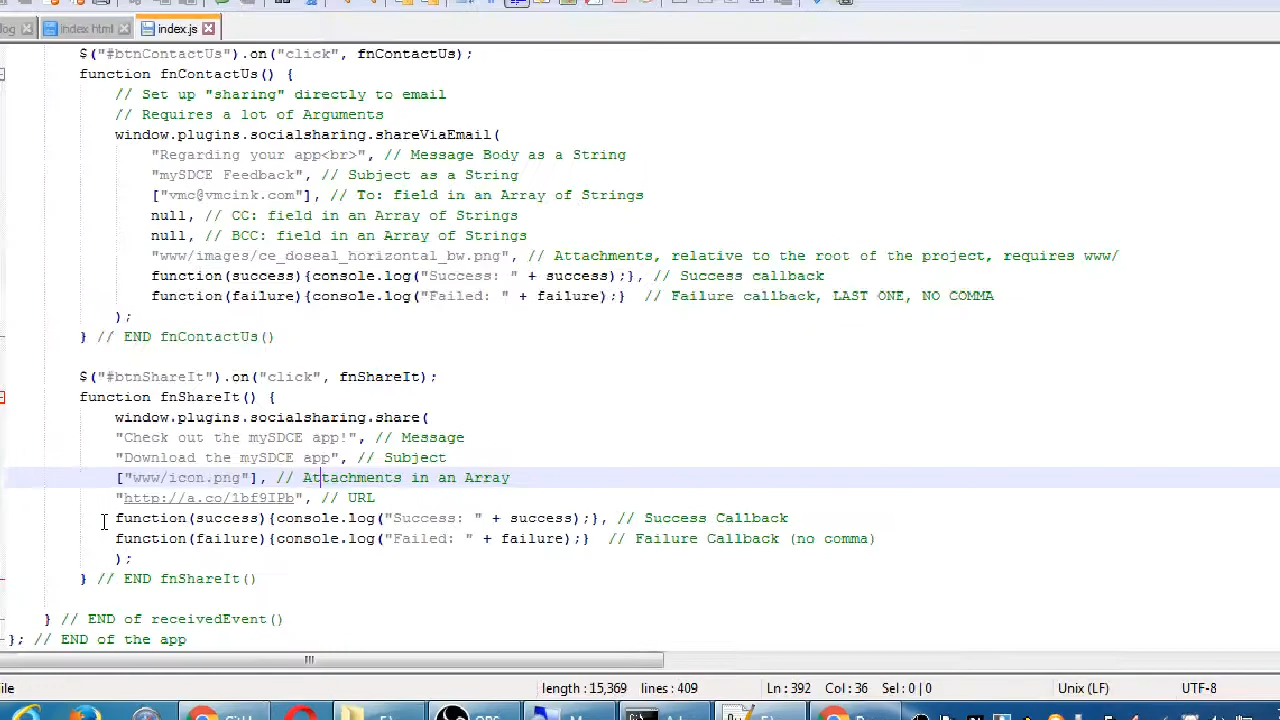 log
index.html
index.js
$("#btnContactUs").on("click", fnContactUs);
function fnContactUs() {
// Set up "sharing" directly to email
// Requires a lot of Arguments
window.plugins.socialsharing.shareViaEmail(
"Regarding your app<br>", // Message Body as a String
"mySDCE Feedback", // Subject as a String
["vmc@vmcink.com"], // To: field in an Array of Strings
null, // CC: field in an Array of Strings
null, // BCC: field in an Array of Strings
"www/images/ce_doseal_horizontal_bw.png", // Attachments, relative to the root of the project, requires www/
function(success){console.log("Success: " + success);}, // Success callback
function(failure){console.log("Failed: " + failure);} // Failure callback, LAST ONE, NO COMMA
);
} // END fnContactUs()
$("#btnShareIt").on("click", fnShareIt);
function fnShareIt() {
window.plugins.socialsharing.share(
"Check out the mySDCE app!", // Message
"Download the mySDCE app", // Subject
["www/icon.png"], // Attachments in an Array
"http://a.co/1bf9IPb", // URL
function(success){console.log("Success: " + success);}, // Success Callback
function(failure){console.log("Failed: " + failure);} // Failure Callback (no comma)
);
} // END fnShareIt()
} // END of receivedEvent()
}; // END of the app
file length : 15,369 lines : 409 Ln : 392 Col : 36 Sel : 0 | 0 Unix (LF) UTF-8